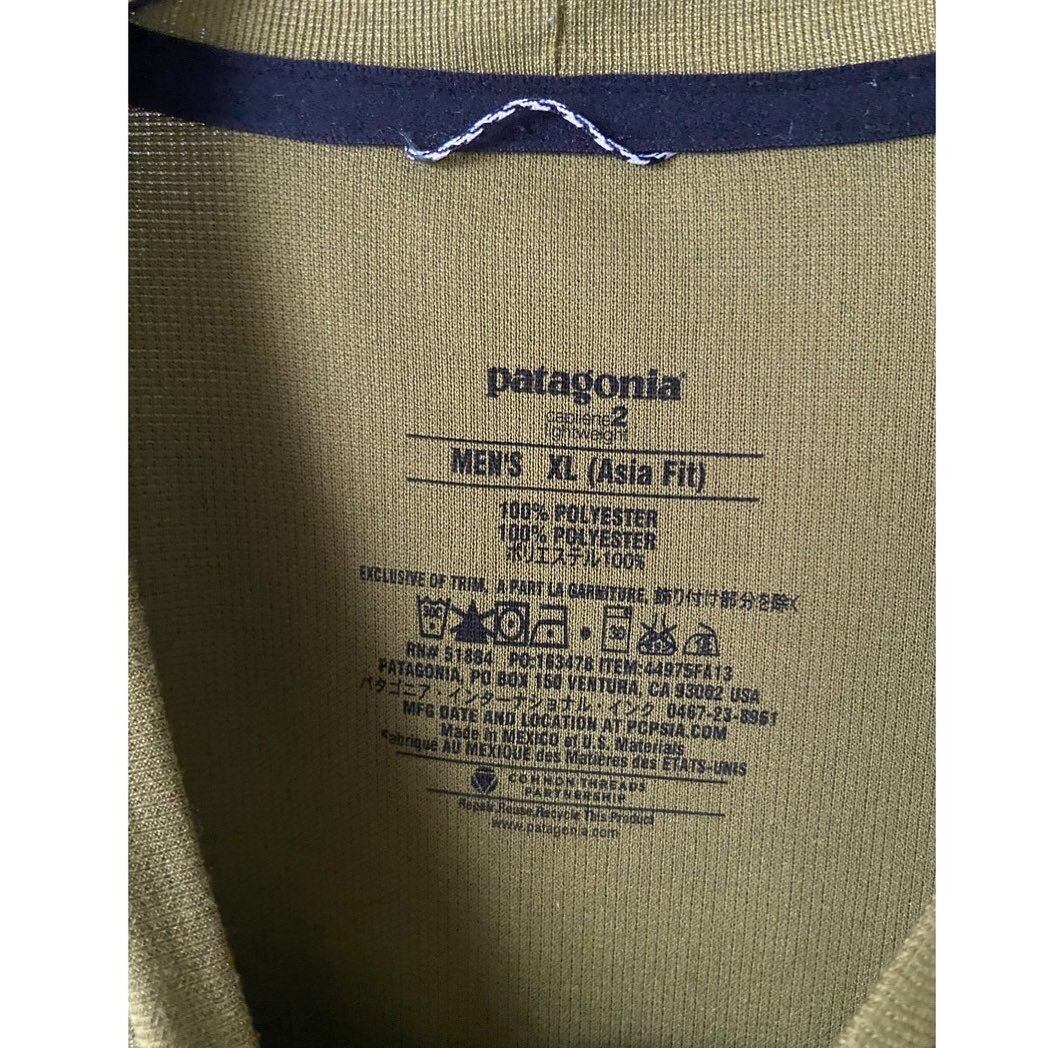 patagonia®
capilene2
lightweight
MEN'S XL (Asia Fit)
100% POLYESTER
100% POLYESTER
ポリエステル100%
EXCLUSIVE OF TRIM. A PART LA GARNITURE. 飾り付け部分を除く
30C 30
RN# 51884 PO-163478 ITEM-44975FA13
PATAGONIA, PO BOX 150 VENTURA, CA 93002 USA
パタゴニア・インターナショナル・インク 0467-23-8961
MFG DATE AND LOCATION AT PCPSIA.COM
Made in MEXICO of U.S. Materials
Fabriqué AU MEXIQUE des Matières des ÉTATS-UNIS
COMMON THREADS
PARTNERSHIP
Repair,Reuse,Recycle This Product
www.patagonia.com